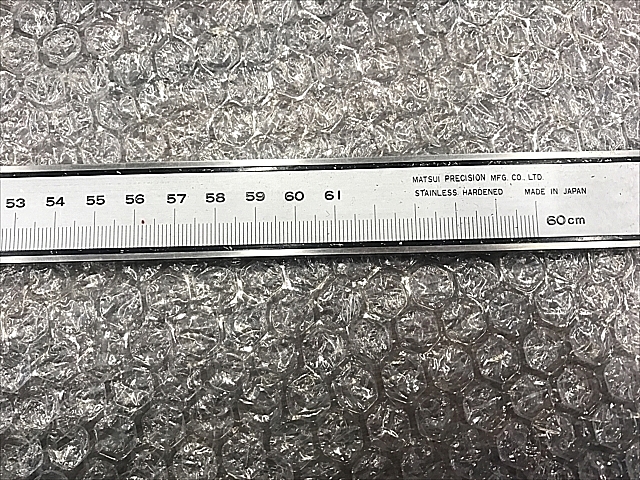 MATSUI PRECISION MFG. CO., LTD.
STAINLESS HARDENED MADE IN JAPAN
53 54 55 56 57 58 59 60 61
60cm